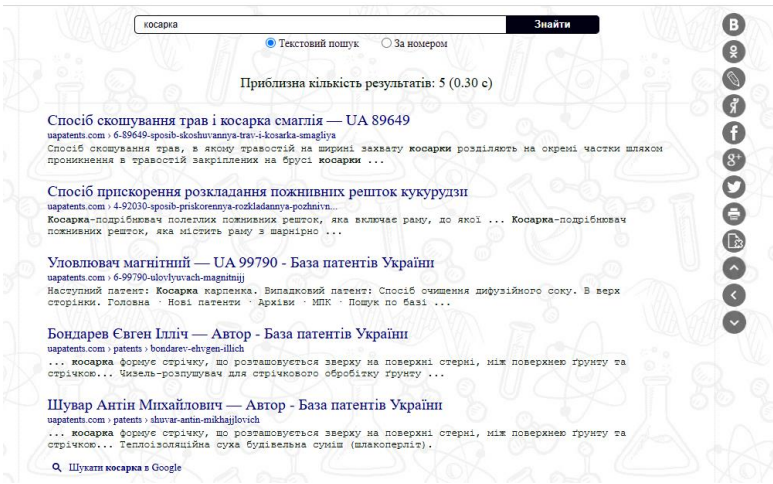 косарка
Знайти
Текстовий пошук За номером
Приблизна кількість результатів: 5 (0.30 с)
Спосіб скошування трав і косарка смаглія — UA 89649
uapatents.com › 6-89649-sposib-skoshuvannya-trav-i-kosarka-smagliya
Спосіб скошування трав, в якому травостій на ширині захвату косарки розділяють на окремі частки шляхом
проникнення в травостій закріплених на брусі косарки ...
Спосіб прискорення розкладання пожнивних решток кукурудзи
uapatents.com › 4-92030-sposib-priskorennya-rozkladannya-pozhnivn...
Косарка-подрібнювач полеглих пожнивних решток, яка включає раму, до якої ... Косарка-подрібнювач
пожнивних решток, яка містить раму з шарнірно ...
Уловлювач магнітний — UA 99790 - База патентів України
uapatents.com › 6-99790-ulovlyuvach-magnitnijj
Наступний патент: Косарка карпенка. Випадковий патент: Спосіб очищення дифузійного соку. В верх
сторінки. Головна · Нові патенти · Архіви · МПК · Пошук по базі ...
Бондарев Євген Ілліч — Автор - База патентів України
uapatents.com › patents › bondarev-ehvgen-illich
... косарка формує стрічку, що розташовується зверху на поверхні стерні, між поверхнею ґрунту та
стрічкою... Чизель-розпушувач для стрічкового обробітку ґрунту ...
Шувар Антін Михайлович — Автор - База патентів України
uapatents.com › patents › shuvar-antin-mikhajjlovich
... косарка формує стрічку, що розташовується зверху на поверхні стерні, між поверхнею ґрунту та
стрічкою... Теплоізоляційна суха будівельна суміш (шлакоперліт).
Шукати косарка в Google